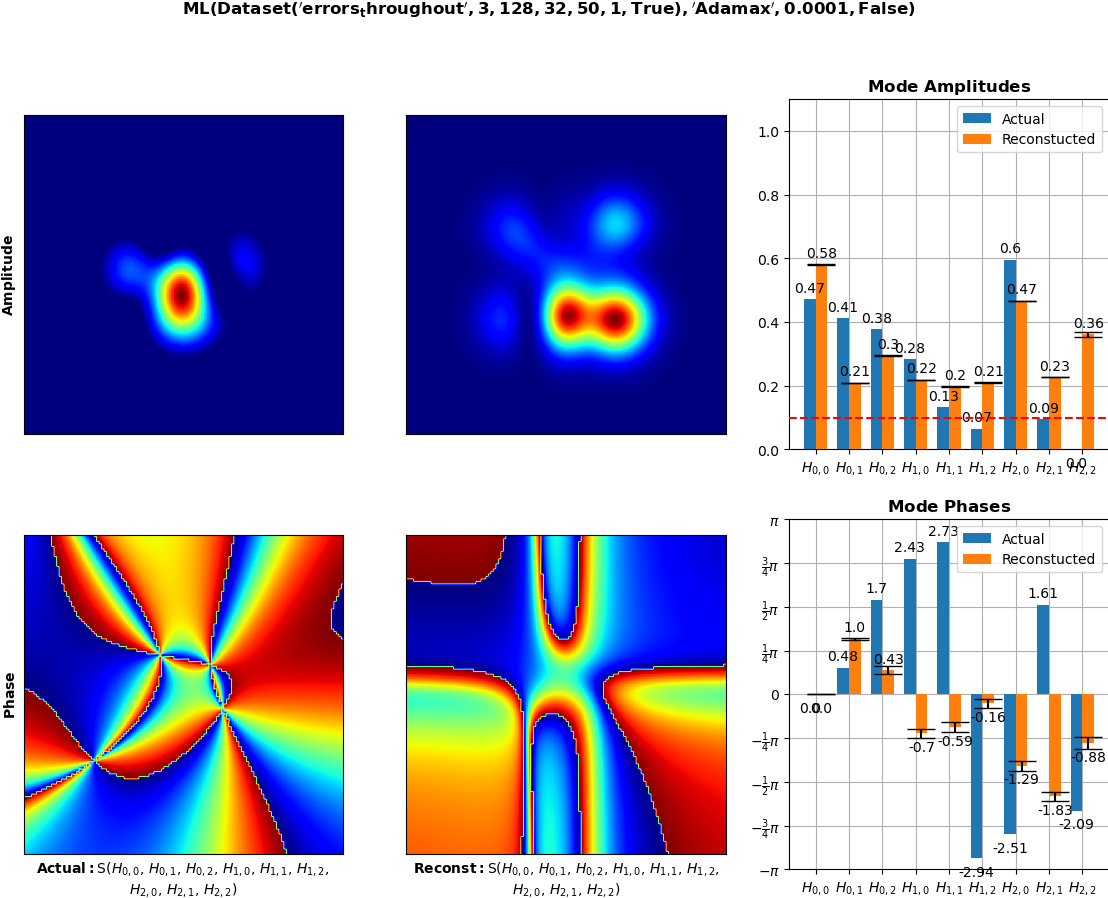 ML(Dataset('errors_throughout', 3, 128, 32, 50, 1, True), 'Adamax', 0.0001, False)
Amplitude
Mode Amplitudes
Actual
Reconstucted
1.0
0.8
0.6
0.4
0.2
0.0
0.47
0.58
0.41
0.21
0.38
0.3
0.28
0.22
0.13
0.2
0.07
0.21
0.6
0.47
0.09
0.23
0.0
0.36
H0,0 H0,1 H0,2 H1,0 H1,1 H1,2 H2,0 H2,1 H2,2
Phase
Mode Phases
Actual
Reconstucted
π
3/4π
1/2π
1/4π
0
−1/4π
−1/2π
−3/4π
−π
0.0
0.0
0.48
1.0
1.7
0.43
2.43
-0.7
2.73
-0.59
-2.94
-0.16
-2.51
-1.29
1.61
-1.83
-2.09
-0.88
H0,0 H0,1 H0,2 H1,0 H1,1 H1,2 H2,0 H2,1 H2,2
Actual: S(H0,0, H0,1, H0,2, H1,0, H1,1, H1,2,
H2,0, H2,1, H2,2)
Reconst: S(H0,0, H0,1, H0,2, H1,0, H1,1, H1,2,
H2,0, H2,1, H2,2)